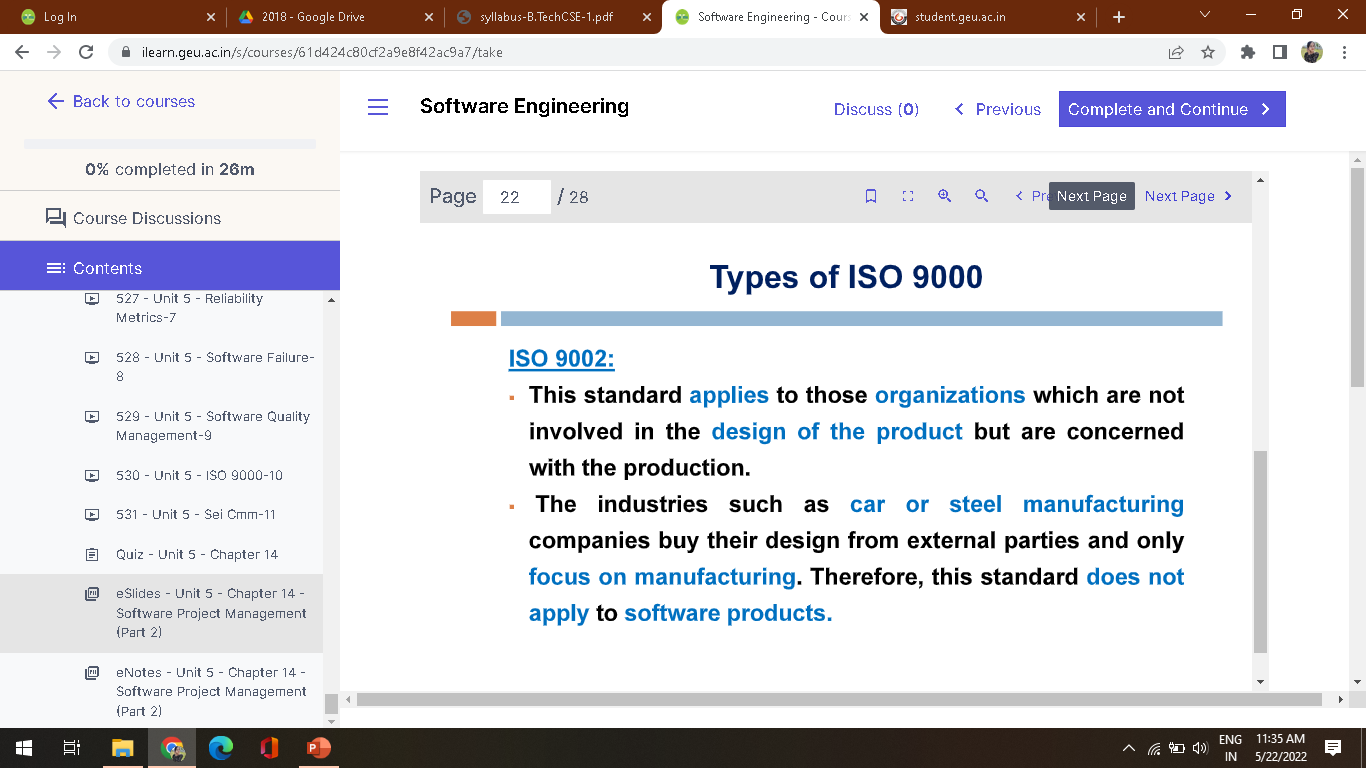 Log In
2018 - Google Drive
syllabus-B.TechCSE-1.pdf
Software Engineering - Cours
student.geu.ac.in
ilearn.geu.ac.in/s/courses/61d424c80cf2a9e8f42ac9a7/take
Back to courses
0% completed in 26m
Course Discussions
Contents
527 - Unit 5 - Reliability
Metrics-7
528 - Unit 5 - Software Failure-
8
529 - Unit 5 - Software Quality
Management-9
530 - Unit 5 - ISO 9000-10
531 - Unit 5 - Sei Cmm-11
Quiz - Unit 5 - Chapter 14
eSlides - Unit 5 - Chapter 14 -
Software Project Management
(Part 2)
eNotes - Unit 5 - Chapter 14 -
Software Project Management
(Part 2)
Software Engineering
Discuss (0)
Previous
Complete and Continue
Page 22 / 28
Pre
Next Page
Next Page
Types of ISO 9000
ISO 9002:
This standard applies to those organizations which are not
involved in the design of the product but are concerned
with the production.
The industries such as car or steel manufacturing
companies buy their design from external parties and only
focus on manufacturing. Therefore, this standard does not
apply to software products.
ENG
IN
11:35 AM
5/22/2022